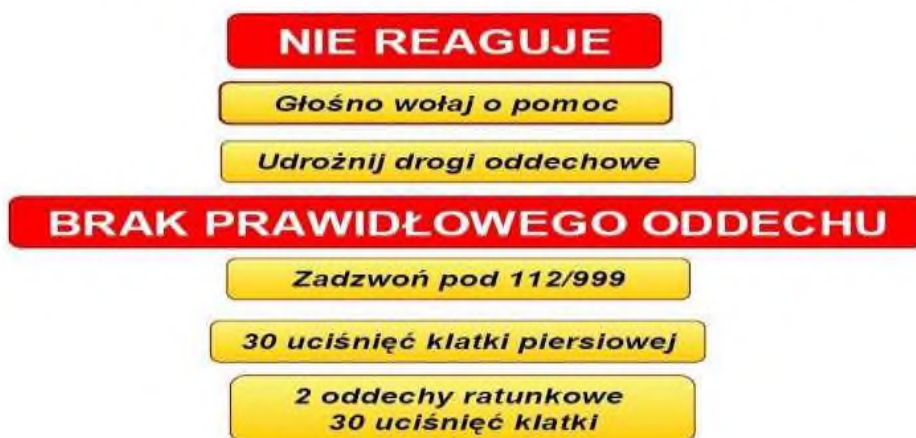 NIE REAGUJE
Głośno wołaj o pomoc
Udrożnij drogi oddechowe
BRAK PRAWIDŁOWEGO ODDECHU
Zadzwoń pod 112/999
30 uciśnięć klatki piersiowej
2 oddechy ratunkowe
30 uciśnięć klatki